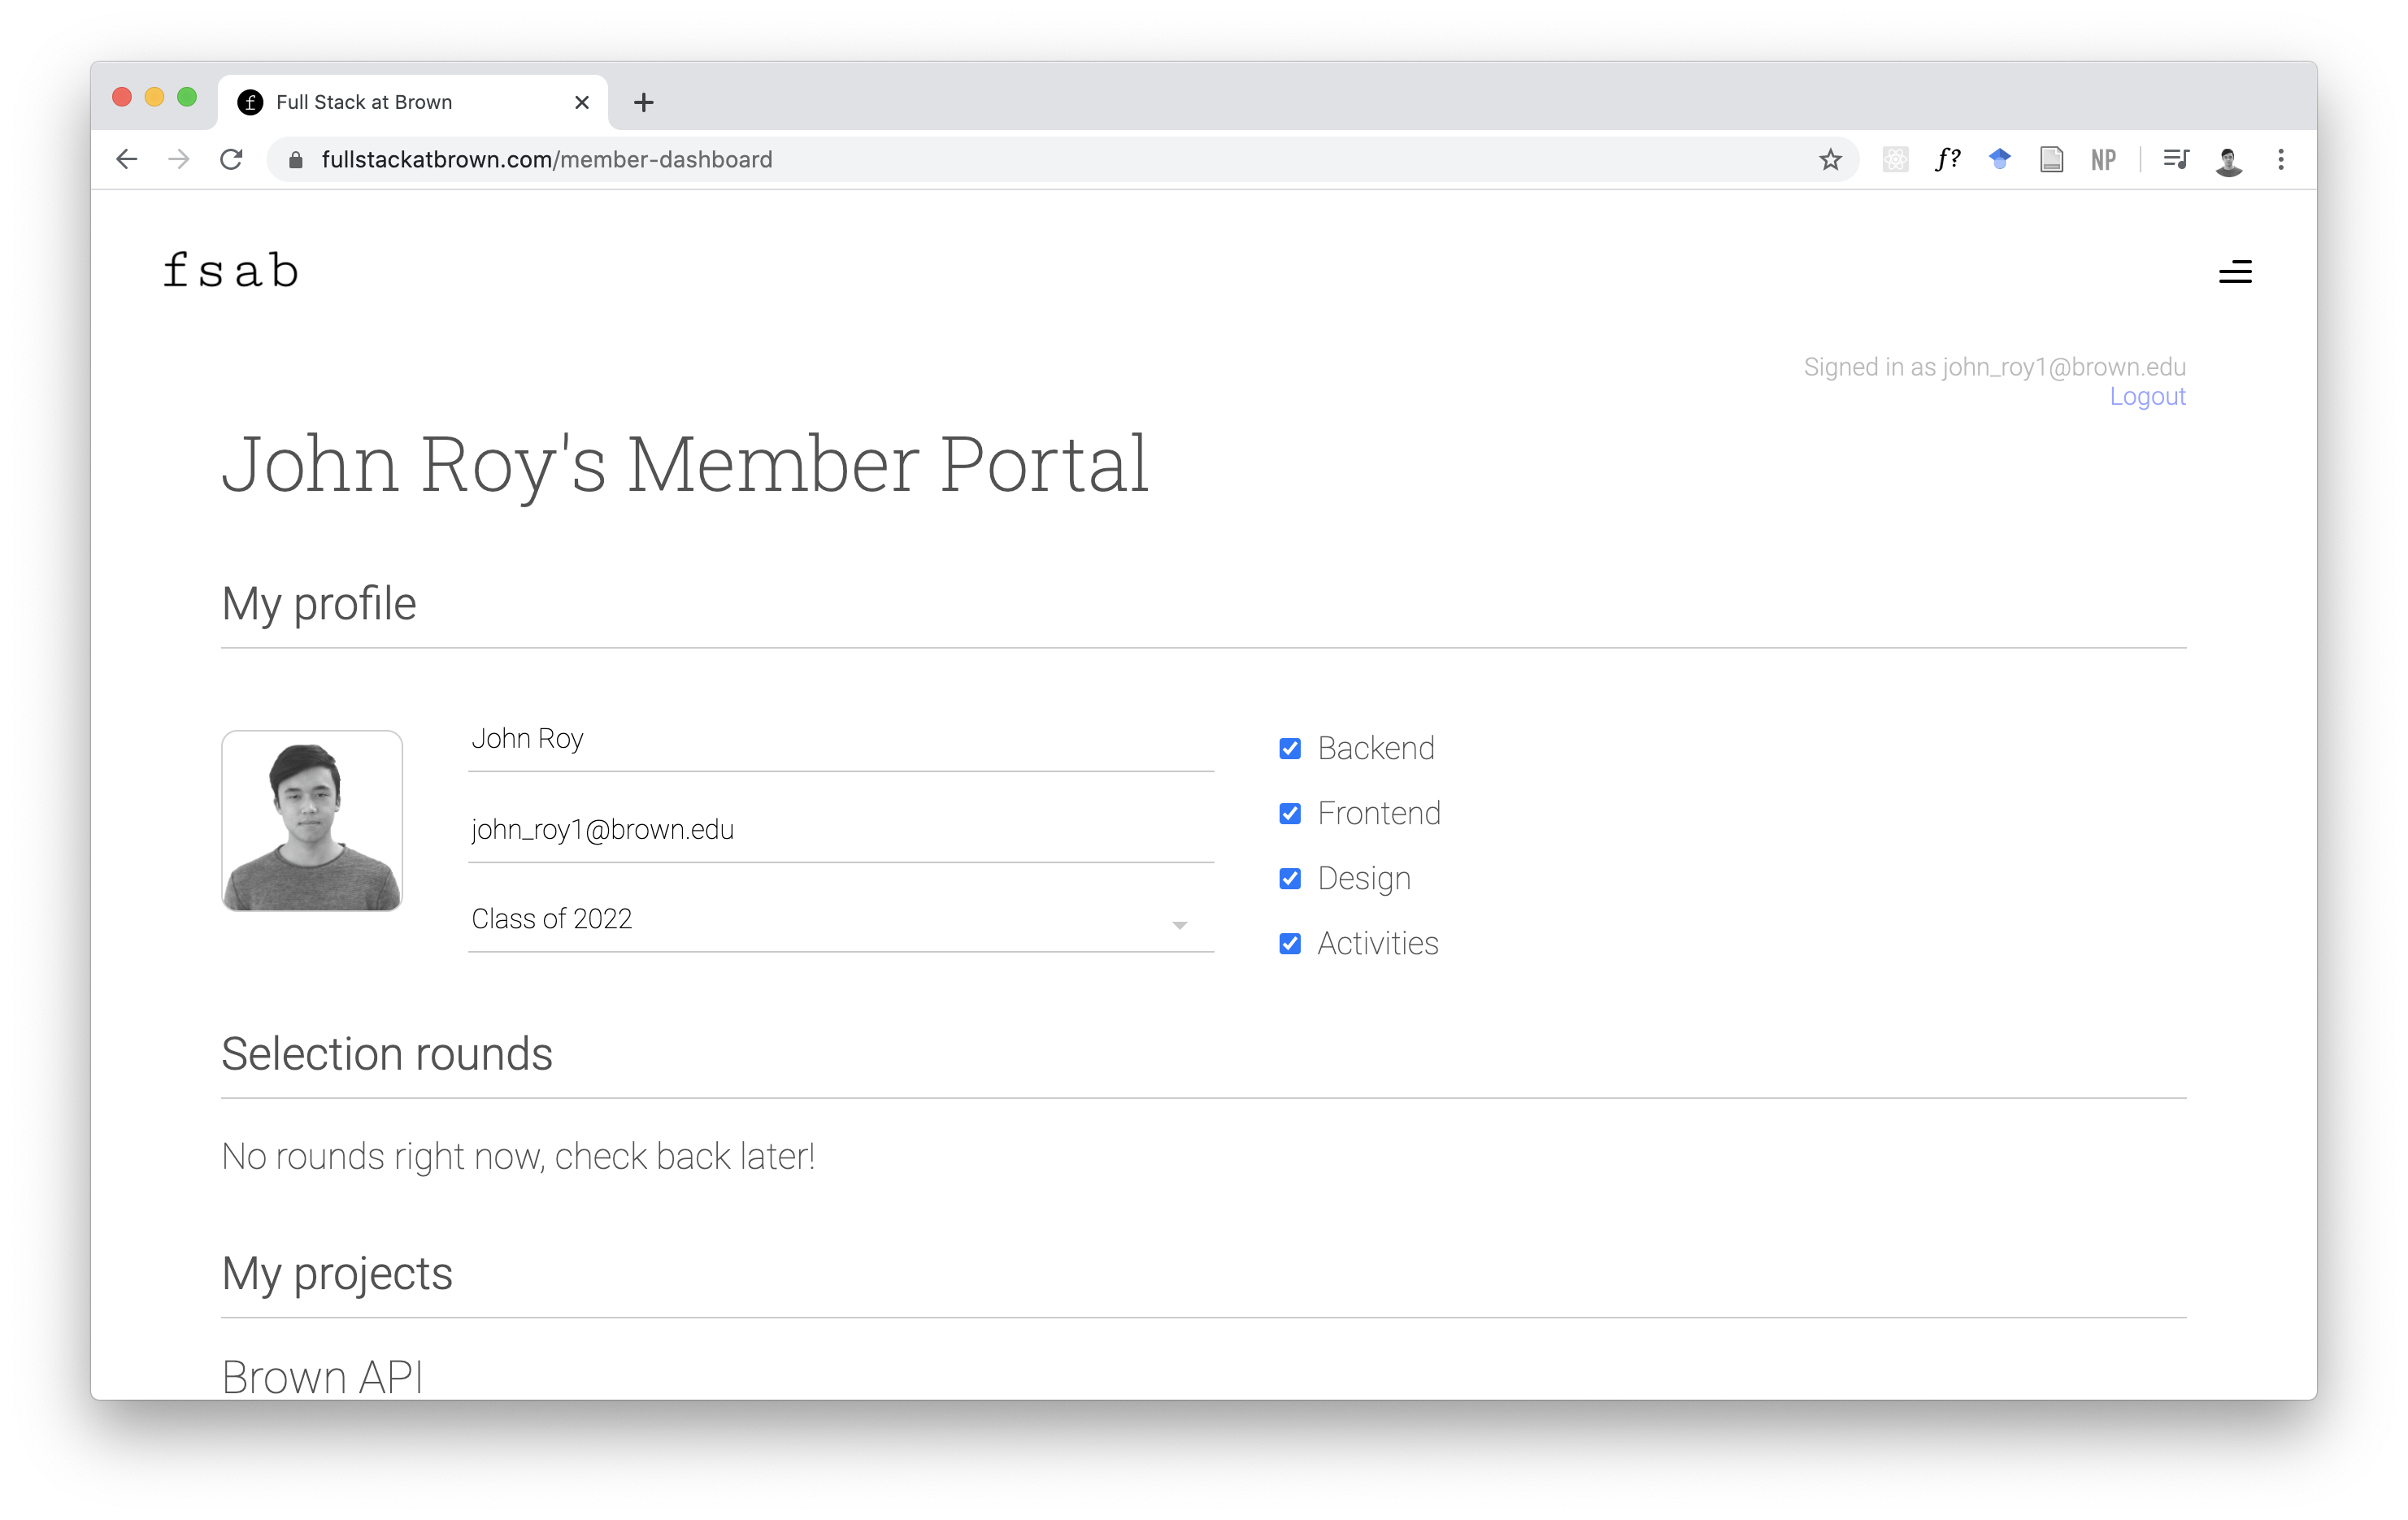 f Full Stack at Brown
fullstackatbrown.com/member-dashboard
f? NP
fsab
Signed in as john_roy1@brown.edu
Logout
John Roy's Member Portal
My profile
John Roy
Backend
john_roy1@brown.edu
Frontend
Class of 2022
Design
Activities
Selection rounds
No rounds right now, check back later!
My projects
Brown API